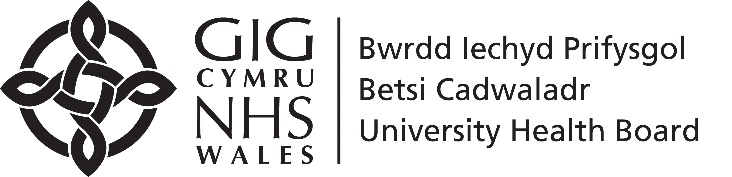 GIG
CYMRU
NHS
WALES
Bwrdd Iechyd Prifysgol
Betsi Cadwaladr
University Health Board